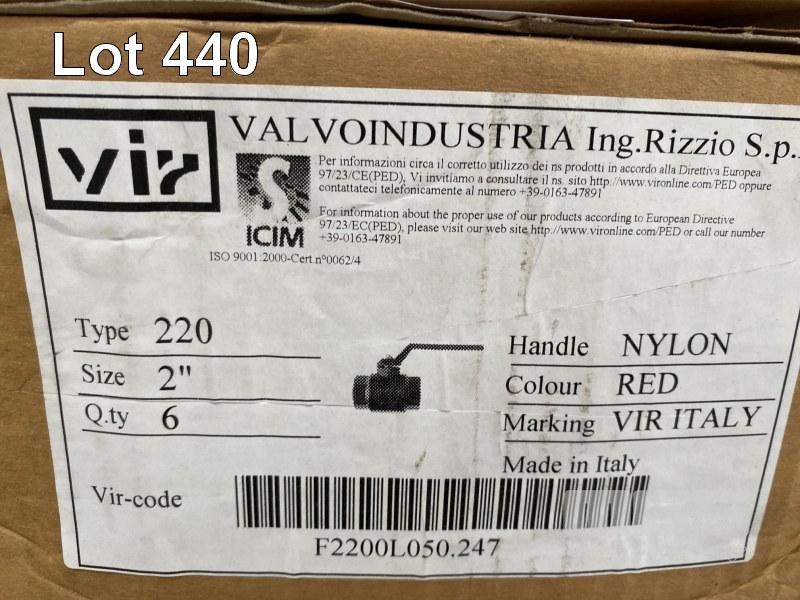 Lot 440
vir
VALVOINDUSTRIA Ing.Rizzio S.p.
Per informazioni circa il corretto utilizzo dei ns prodotti in accordo alla Direttiva Europea
97/23/CE(PED), Vi invitiamo a consultare il ns. sito http://www.vironline.com/PED oppure
contattateci telefonicamente al numero +39-0163-47891
For information about the proper use of our products according to European Directive
97/23/EC(PED), please visit our web site http://www.vironline.com/PED or call our number
+39-0163-47891
ICIM
ISO 9001:2000-Cert.n°0062/4
Type 220
Size 2"
Q.ty 6
Handle NYLON
Colour RED
Marking VIR ITALY
Made in Italy
Vir-code
F2200L050.247